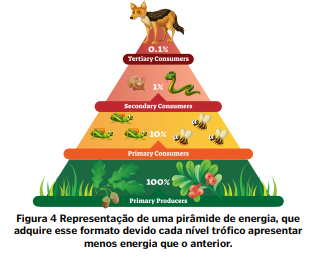 0.1%
Tertiary Consumers
1%
Secondary Consumers
10%
Primary Consumers
100%
Primary Producers
Figura 4 Representação de uma pirâmide de energia, que
adquire esse formato devido cada nível trófico apresentar
menos energia que o anterior.